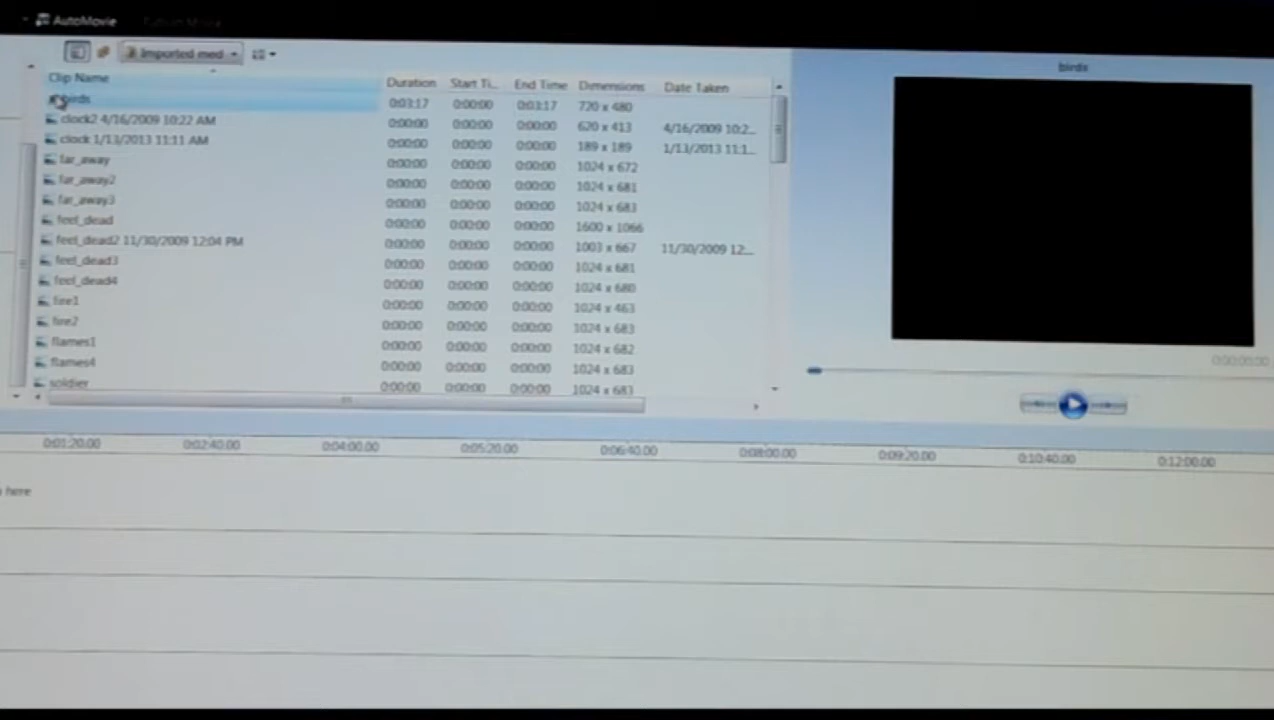 AutoMovie
Imported med
birds
Clip Name Duration Start Ti... End Time Dimensions Date Taken
birds 0:03:17 0:00:00 0:03:17 720 x 480
clock2 4/16/2009 10:22 AM 0:00:00 0:00:00 0:00:00 620 x 413 4/16/2009 10:2...
clock 1/13/2013 11:11 AM 0:00:00 0:00:00 0:00:00 189 x 189 1/13/2013 11:1...
far_away 0:00:00 0:00:00 0:00:00 1024 x 672
far_away2 0:00:00 0:00:00 0:00:00 1024 x 681
far_away3 0:00:00 0:00:00 0:00:00 1024 x 683
feel_dead 0:00:00 0:00:00 0:00:00 1600 x 1066
feel_dead2 11/30/2009 12:04 PM 0:00:00 0:00:00 0:00:00 1003 x 667 11/30/2009 12:...
feel_dead3 0:00:00 0:00:00 0:00:00 1024 x 681
feel_dead4 0:00:00 0:00:00 0:00:00 1024 x 680
fire1 0:00:00 0:00:00 0:00:00 1024 x 463
fire2 0:00:00 0:00:00 0:00:00 1024 x 683
flames1 0:00:00 0:00:00 0:00:00 1024 x 682
flames4 0:00:00 0:00:00 0:00:00 1024 x 683
soldier 0:00:00 0:00:00 0:00:00 1024 x 683
0:00:00.00
0:01:20.00 0:02:40.00 0:04:00.00 0:05:20.00 0:06:40.00 0:08:00.00 0:09:20.00 0:10:40.00 0:12:00.00
here